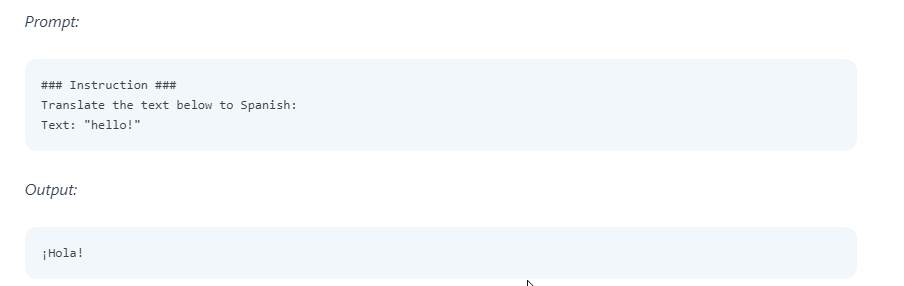 Prompt:
### Instruction ###
Translate the text below to Spanish:
Text: "hello!"
Output:
¡Hola!